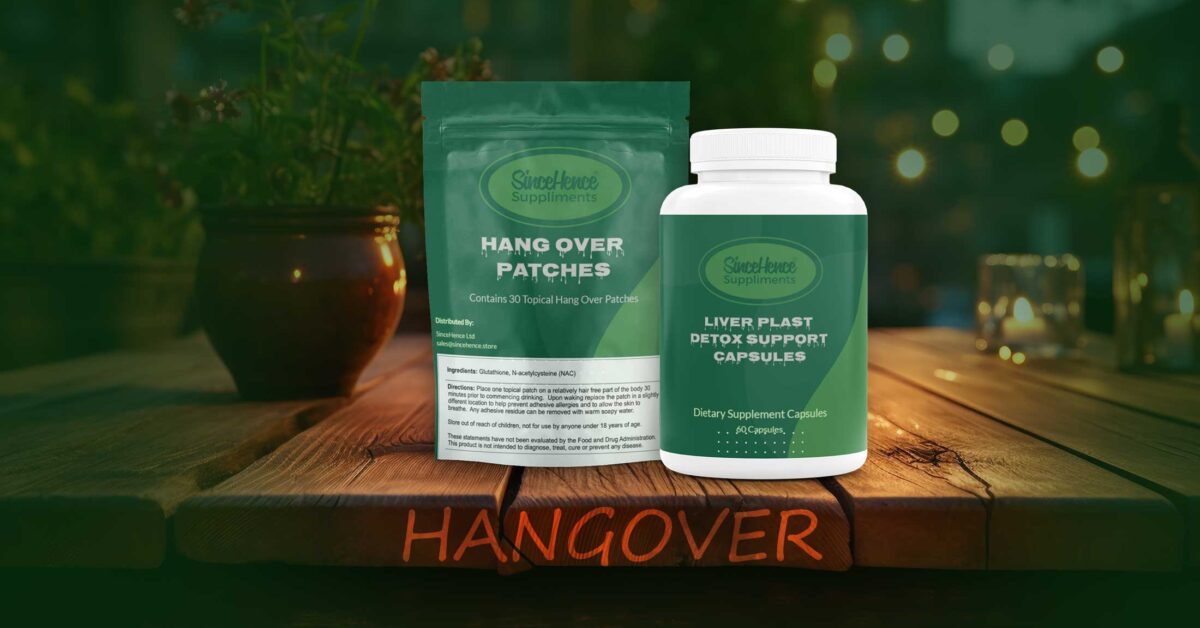 SinceHence
Suppliments
HANG OVER
PATCHES
Contains 30 Topical Hang Over Patches
Distributed By:
SinceHence Ltd
sales@sincehence.store
Ingredients: Glutathione, N-acetylcysteine (NAC)
Directions: Place one topical patch on a relatively hair free part of the body 30
minutes prior to commencing drinking. Upon waking replace the patch in a slightly
different location to help prevent adhesive allergies and to allow the skin to
breathe. Any adhesive residue can be removed with warm soapy water.
Store out of reach of children, not for use by anyone under 18 years of age.
These statements have not been evaluated by the Food and Drug Administration.
This product is not intended to diagnose, treat, cure or prevent any disease.
SinceHence
Suppliments
LIVER PLAST
DETOX SUPPORT
CAPSULES
Dietary Supplement Capsules
60 Capsules
HANGOVER